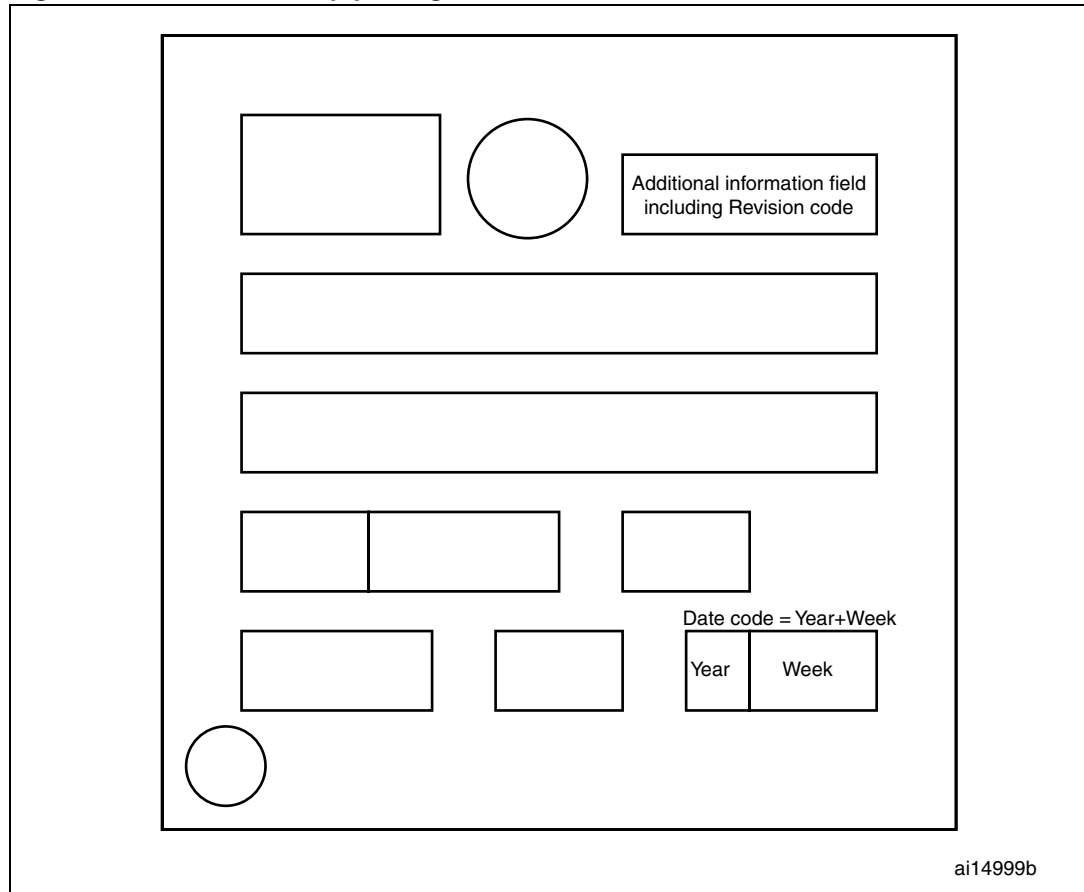 Additional information field
including Revision code
Date code = Year+Week
Year Week
ai14999b